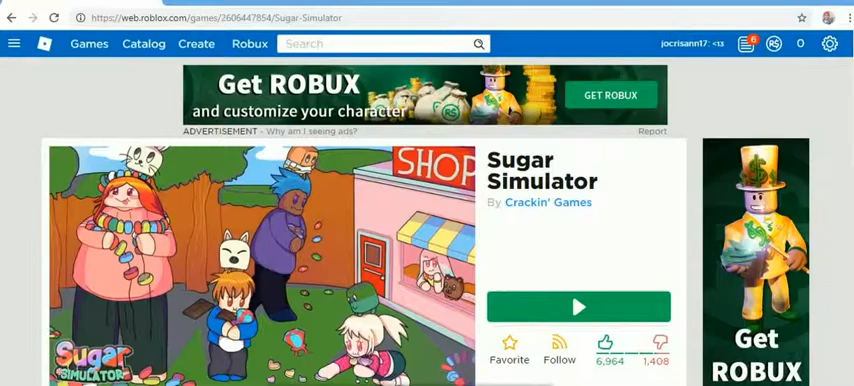 https://web.roblox.com/games/2606447854/Sugar-Simulator
Games Catalog Create Robux Search jocrisann17: <13 6 R$ 0
Get ROBUX
and customize your character
GET ROBUX
ADVERTISEMENT - Why am I seeing ads? Report
SHOP
Sugar
Simulator
By Crackin' Games
Favorite Follow 6,964 1,408
Sugar
SIMULATOR
Get
ROBUX